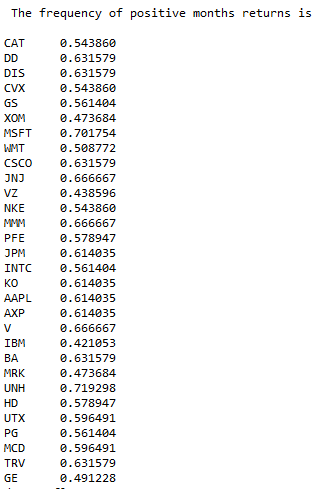 The frequency of positive months returns is
CAT 0.543860
DD 0.631579
DIS 0.631579
CVX 0.543860
GS 0.561404
XOM 0.473684
MSFT 0.701754
WMT 0.508772
CSCO 0.631579
JNJ 0.666667
VZ 0.438596
NKE 0.543860
MMM 0.666667
PFE 0.578947
JPM 0.614035
INTC 0.561404
KO 0.614035
AAPL 0.614035
AXP 0.614035
V 0.666667
IBM 0.421053
BA 0.631579
MRK 0.473684
UNH 0.719298
HD 0.578947
UTX 0.596491
PG 0.561404
MCD 0.596491
TRV 0.631579
GE 0.491228